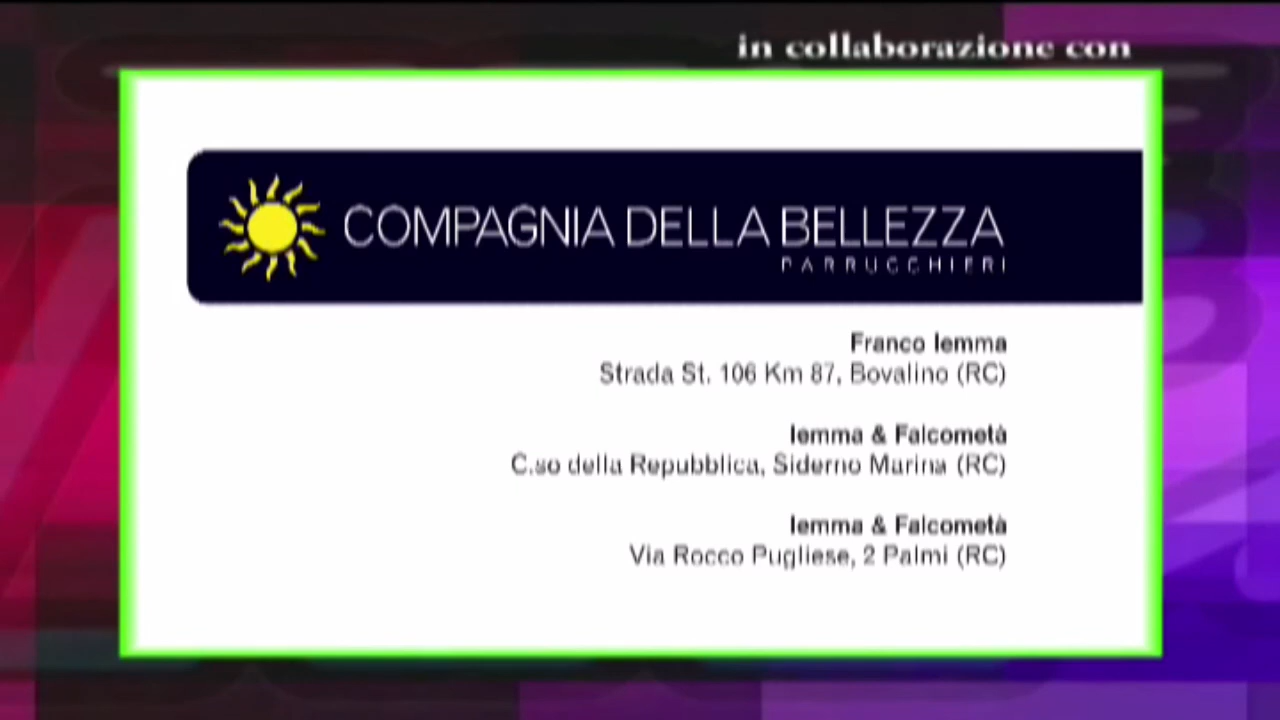 in collaborazione con
COMPAGNIA DELLA BELLEZZA
PARRUCCHIERI
Franco Iemma
Strada St. 106 Km 87, Bovalino (RC)
Iemma & Falcometà
C.so della Repubblica, Siderno Marina (RC)
Iemma & Falcometà
Via Rocco Pugliese, 2 Palmi (RC)